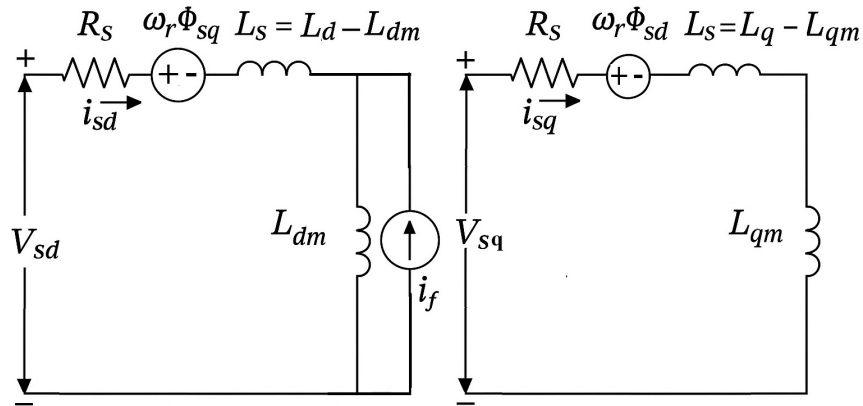 R_s ω_rΦ_sq L_s = L_d – L_dm
+
+ -
i_sd
V_sd
L_dm
i_f
–
R_s ω_rΦ_sd L_s = L_q – L_qm
+
+ -
i_sq
V_sq
L_qm
–